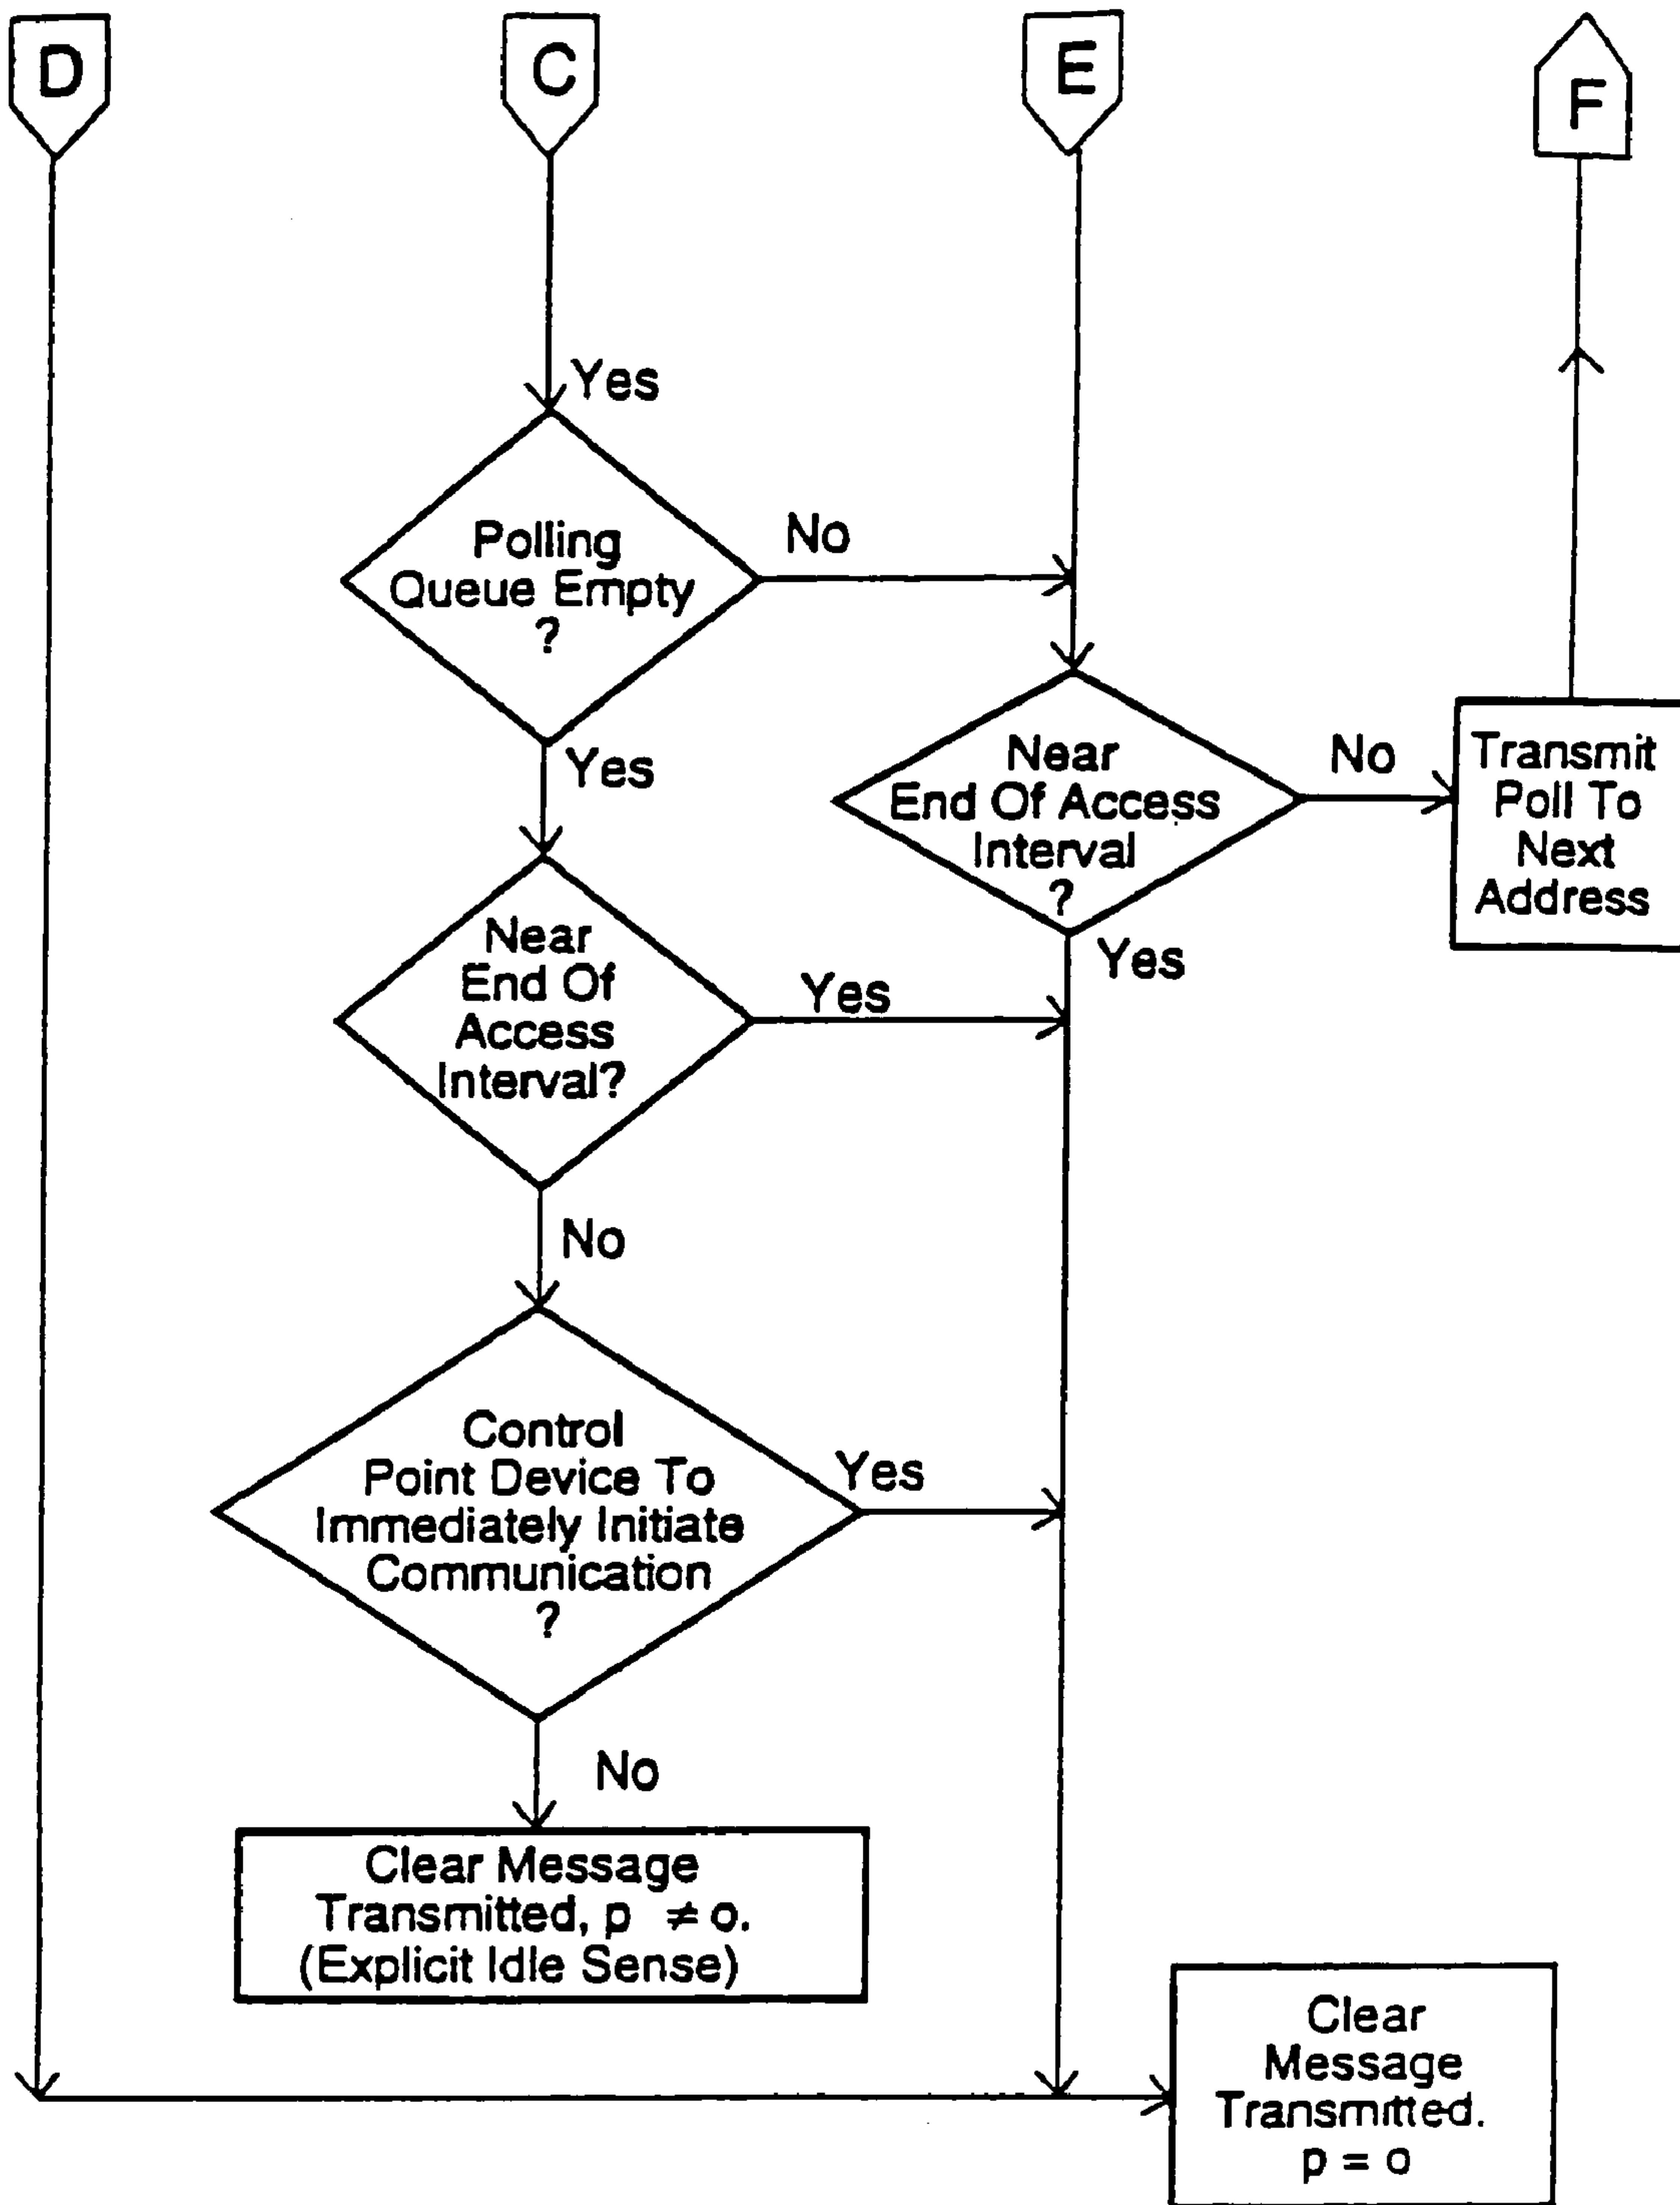 D
C
E
F
Yes
Polling
Queue Empty
?
No
Yes
Near
End Of Access
Interval
?
No
Transmit
Poll To
Next
Address
Yes
Near
End Of
Access
Interval?
Yes
No
Control
Point Device To
Immediately Initiate
Communication
?
Yes
No
Clear Message
Transmitted, p ≠ o.
(Explicit Idle Sense)
Clear
Message
Transmitted.
p = o